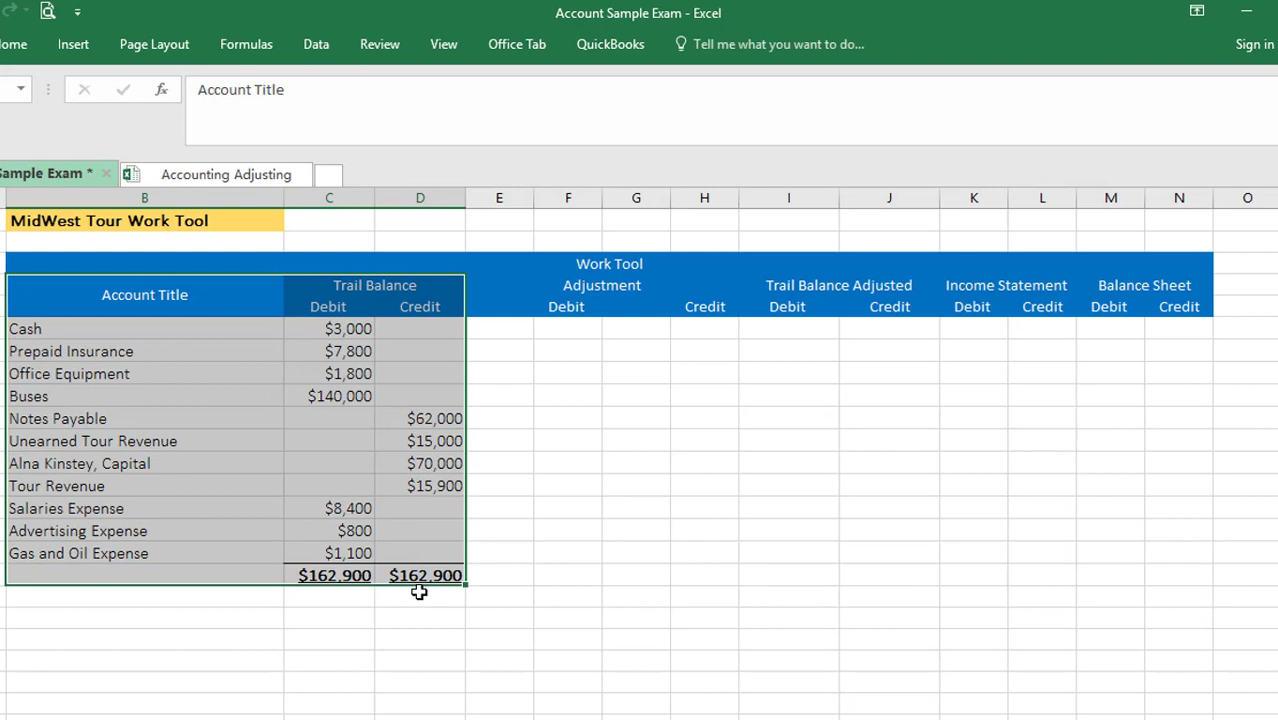 Account Sample Exam - Excel
Insert Page Layout Formulas Data Review View Office Tab QuickBooks Tell me what you want to do... Sign in
fx Account Title
Sample Exam * Accounting Adjusting
B C D E F G H I J K L M N O
MidWest Tour Work Tool
Work Tool
Account Title Trail Balance Adjustment Trail Balance Adjusted Income Statement Balance Sheet
Debit Credit Debit Credit Debit Credit Debit Credit Debit Credit
Cash $3,000
Prepaid Insurance $7,800
Office Equipment $1,800
Buses $140,000
Notes Payable $62,000
Unearned Tour Revenue $15,000
Alna Kinstey, Capital $70,000
Tour Revenue $15,900
Salaries Expense $8,400
Advertising Expense $800
Gas and Oil Expense $1,100
$162,900 $162,900